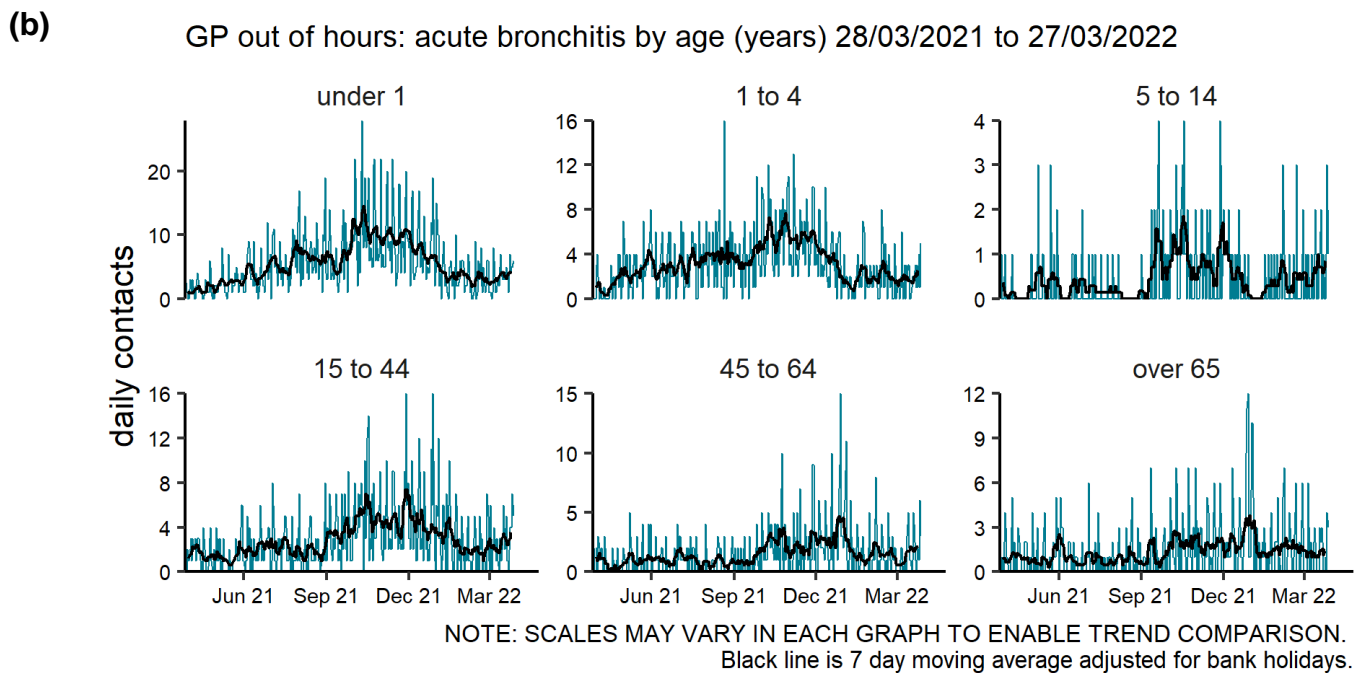 (b)
GP out of hours: acute bronchitis by age (years) 28/03/2021 to 27/03/2022
under 1
1 to 4
5 to 14
20
10
0
16
12
8
4
0
4
3
2
1
0
daily contacts
15 to 44
45 to 64
over 65
16
12
8
4
0
15
10
5
0
12
9
6
3
0
Jun 21 Sep 21 Dec 21 Mar 22
Jun 21 Sep 21 Dec 21 Mar 22
Jun 21 Sep 21 Dec 21 Mar 22
NOTE: SCALES MAY VARY IN EACH GRAPH TO ENABLE TREND COMPARISON.
Black line is 7 day moving average adjusted for bank holidays.